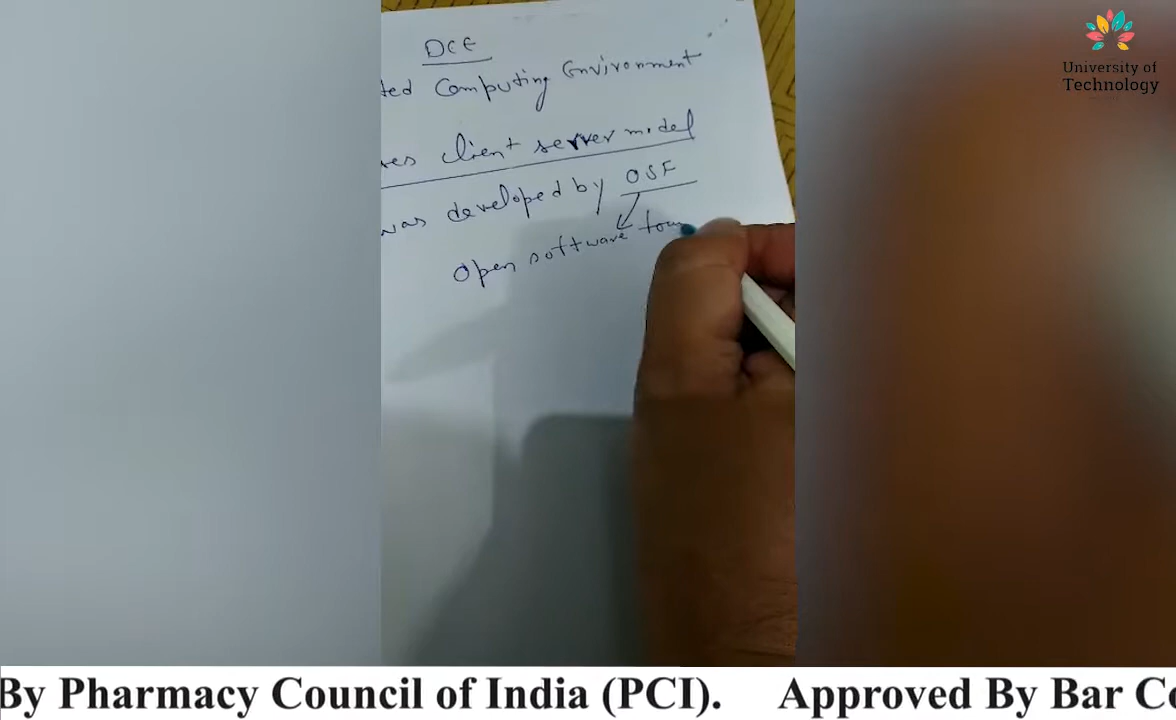 DCE
ted Computing Environment
res client server model
was developed by OSF
open software foun
University of
Technology
By Pharmacy Council of India (PCI). Approved By Bar Co